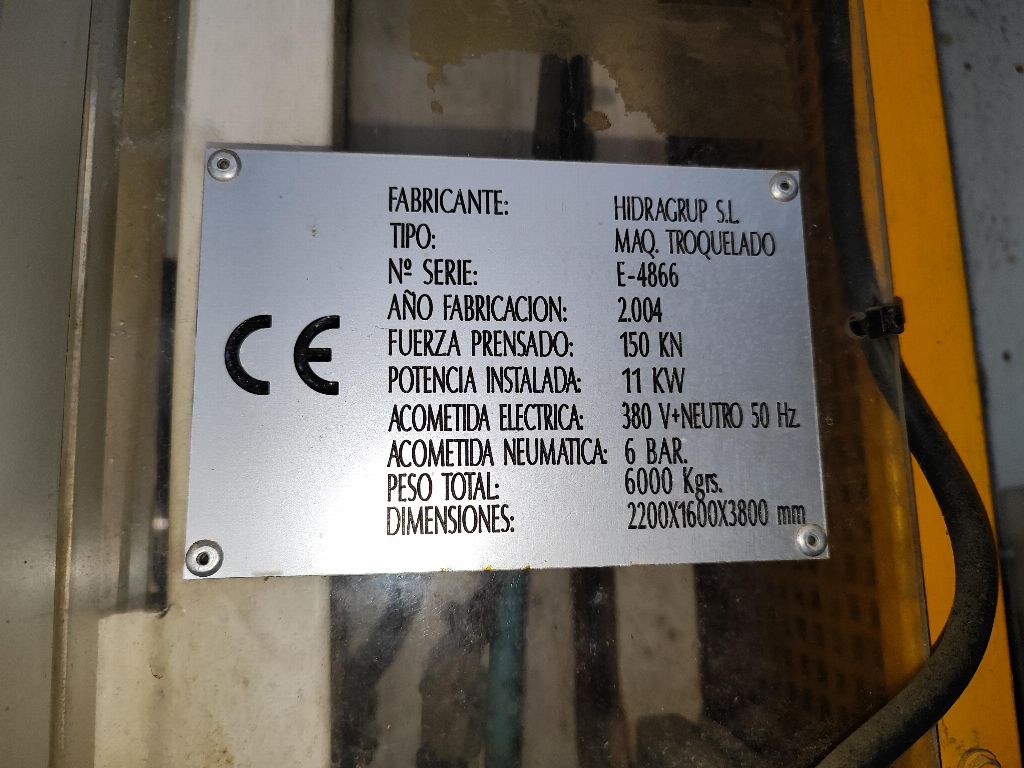 CE
FABRICANTE: HIDRAGRUP S.L.
TIPO: MAQ. TROQUELADO
Nº SERIE: E-4866
AÑO FABRICACION: 2.004
FUERZA PRENSADO: 150 KN
POTENCIA INSTALADA: 11 KW
ACOMETIDA ELECTRICA: 380 V+NEUTRO 50 Hz.
ACOMETIDA NEUMATICA: 6 BAR.
PESO TOTAL: 6000 Kgrs.
DIMENSIONES: 2200X1600X3800 mm